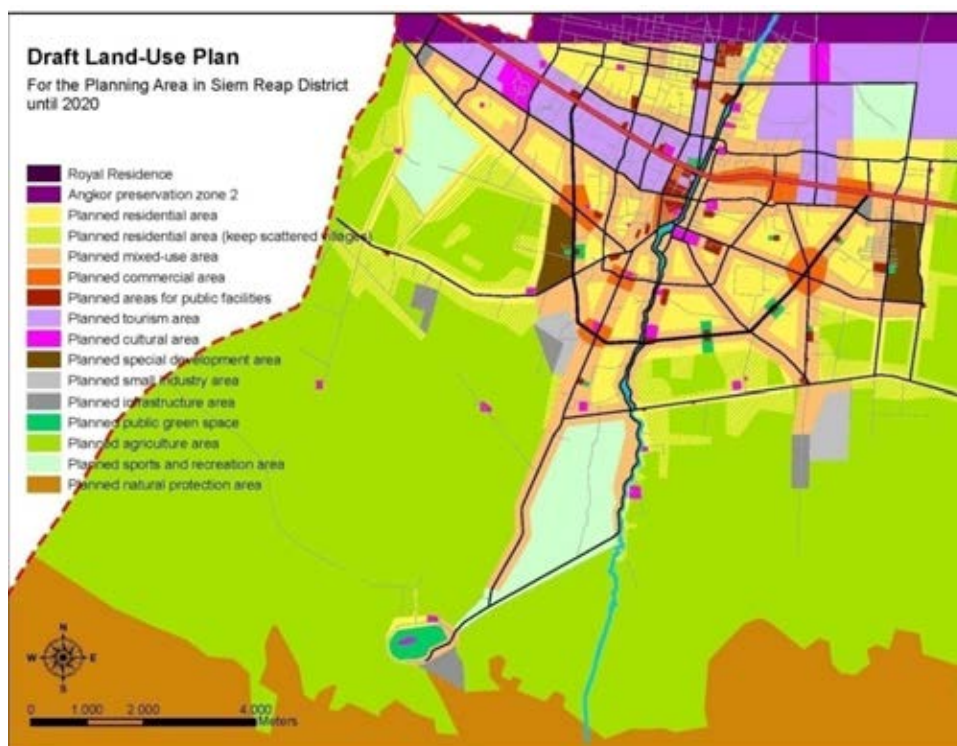 Draft Land-Use Plan
For the Planning Area in Siem Reap District
until 2020
Royal Residence
Angkor preservation zone 2
Planned residential area
Planned residential area (keep scattered villages)
Planned mixed-use area
Planned commercial area
Planned areas for public facilities
Planned tourism area
Planned cultural area
Planned special development area
Planned small industry area
Planned infrastructure area
Planned public green space
Planned agriculture area
Planned sports and recreation area
Planned natural protection area
N
W E
S
0 1.000 2.000 4.000
Meters